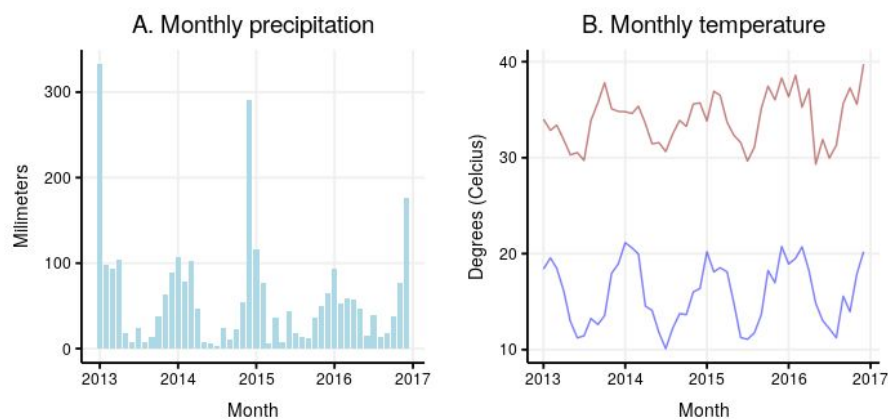 A. Monthly precipitation
Milimeters
300
200
100
0
2013 2014 2015 2016 2017
Month
B. Monthly temperature
Degrees (Celcius)
40
30
20
10
2013 2014 2015 2016 2017
Month